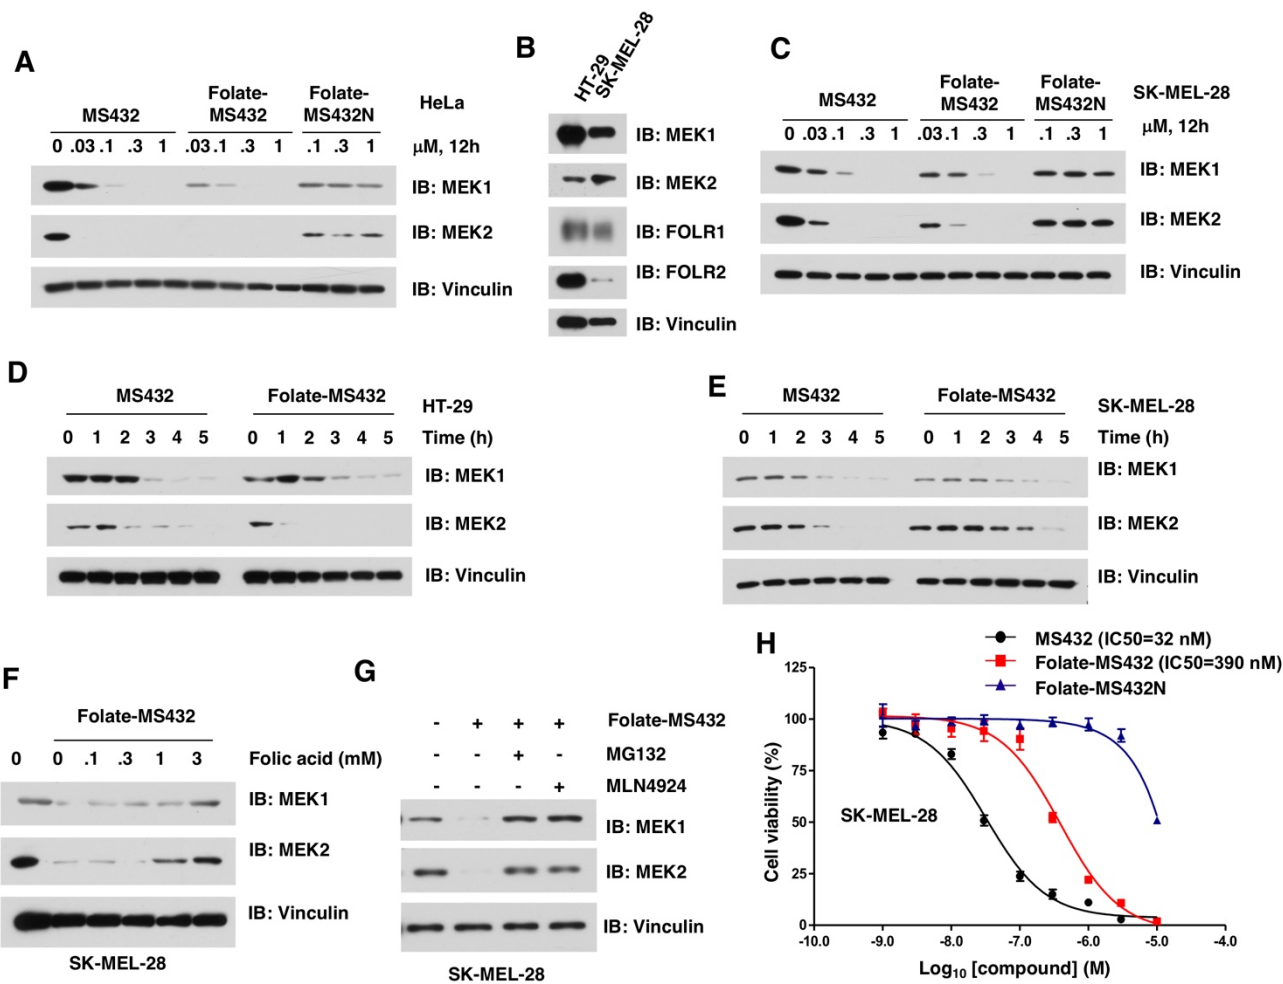 A
MS432
Folate-
MS432
Folate-
MS432N
HeLa
0 .03 .1 .3 1 .03 .1 .3 1 .1 .3 1 µM, 12h
IB: MEK1
IB: MEK2
IB: Vinculin
B
HT-29
SK-MEL-28
IB: MEK1
IB: MEK2
IB: FOLR1
IB: FOLR2
IB: Vinculin
C
MS432
Folate-
MS432
Folate-
MS432N
SK-MEL-28
0 .03 .1 .3 1 .03 .1 .3 1 .1 .3 1 µM, 12h
IB: MEK1
IB: MEK2
IB: Vinculin
D
MS432 Folate-MS432 HT-29
0 1 2 3 4 5 0 1 2 3 4 5 Time (h)
IB: MEK1
IB: MEK2
IB: Vinculin
E
MS432 Folate-MS432 SK-MEL-28
0 1 2 3 4 5 0 1 2 3 4 5 Time (h)
IB: MEK1
IB: MEK2
IB: Vinculin
F
Folate-MS432
0 0 .1 .3 1 3 Folic acid (mM)
IB: MEK1
IB: MEK2
IB: Vinculin
SK-MEL-28
G
- + + + Folate-MS432
- - + - MG132
- - - + MLN4924
IB: MEK1
IB: MEK2
IB: Vinculin
SK-MEL-28
H
MS432 (IC50=32 nM)
Folate-MS432 (IC50=390 nM)
Folate-MS432N
125
100
75
50
25
0
Cell viability (%)
SK-MEL-28
-10.0 -9.0 -8.0 -7.0 -6.0 -5.0 -4.0
Log₁₀ [compound] (M)